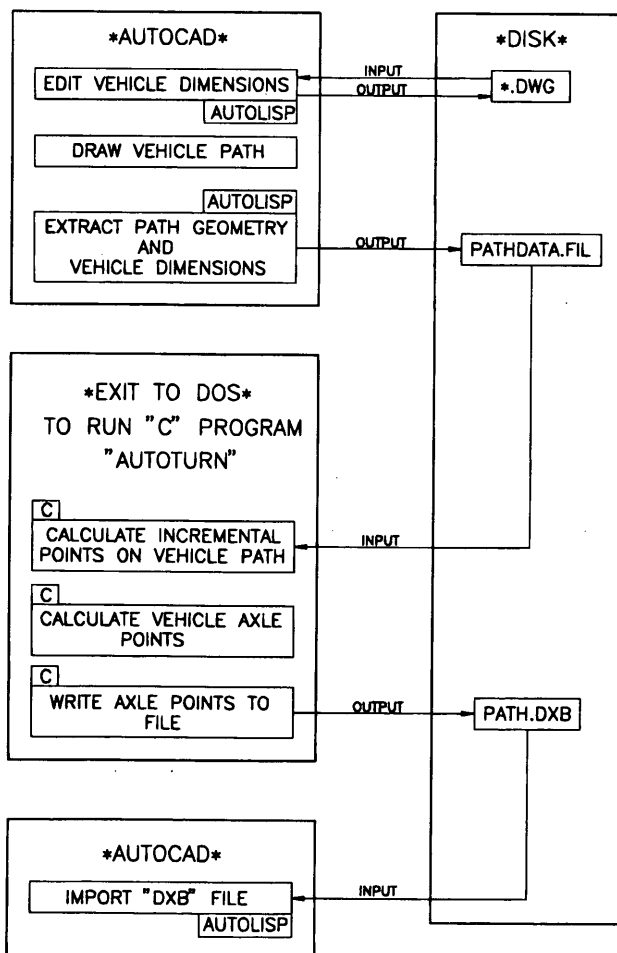 *AUTOCAD*
*DISK*
EDIT VEHICLE DIMENSIONS
INPUT
OUTPUT
*.DWG
AUTOLISP
DRAW VEHICLE PATH
AUTOLISP
EXTRACT PATH GEOMETRY
AND
VEHICLE DIMENSIONS
OUTPUT
PATHDATA.FIL
*EXIT TO DOS*
TO RUN "C" PROGRAM
"AUTOTURN"
C
CALCULATE INCREMENTAL
POINTS ON VEHICLE PATH
INPUT
C
CALCULATE VEHICLE AXLE
POINTS
C
WRITE AXLE POINTS TO
FILE
OUTPUT
PATH.DXB
*AUTOCAD*
IMPORT "DXB" FILE
INPUT
AUTOLISP